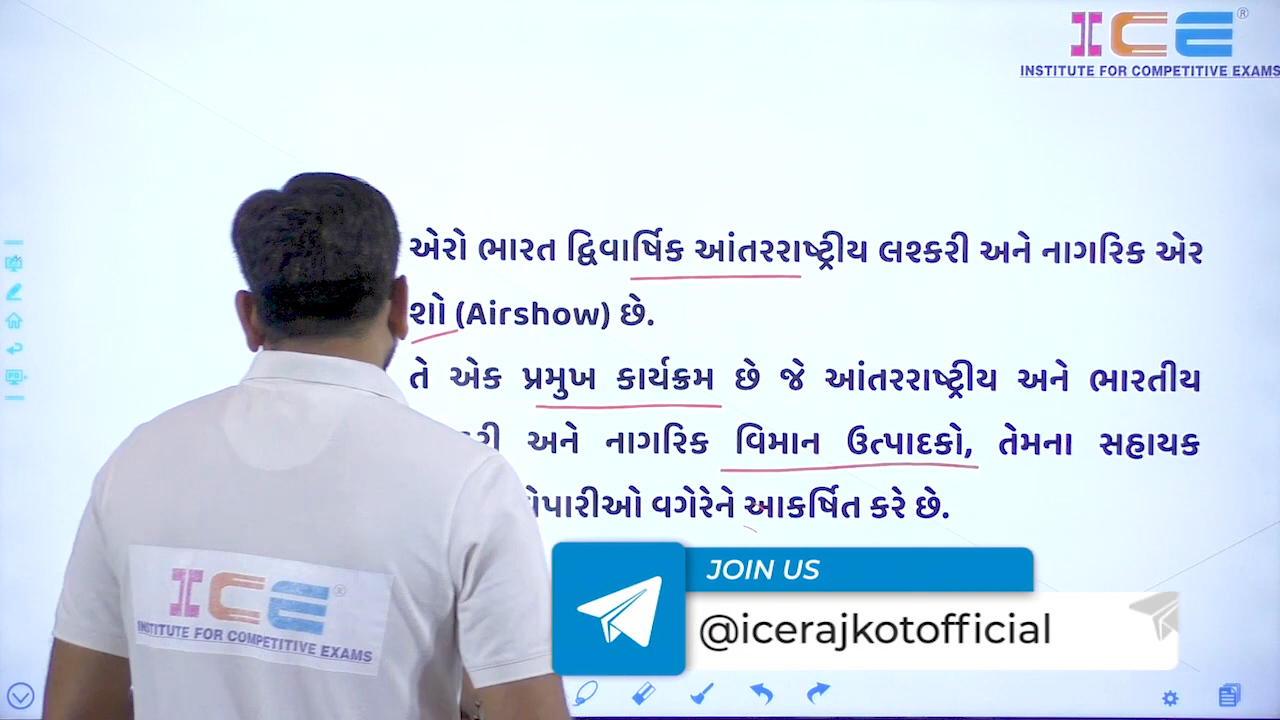 ICE®
INSTITUTE FOR COMPETITIVE EXAMS
એરો ભારત દ્વિવાર્ષિક આંતરરાષ્ટ્રીય લશ્કરી અને નાગરિક એર
શો (Airshow) છે.
તે એક પ્રમુખ કાર્યક્રમ છે જે આંતરરાષ્ટ્રીય અને ભારતીય
અને નાગરિક વિમાન ઉત્પાદકો, તેમના સહાયક
વગેરેને આકર્ષિત કરે છે.
ICE®
INSTITUTE FOR COMPETITIVE EXAMS
JOIN US
@icerajkotofficial